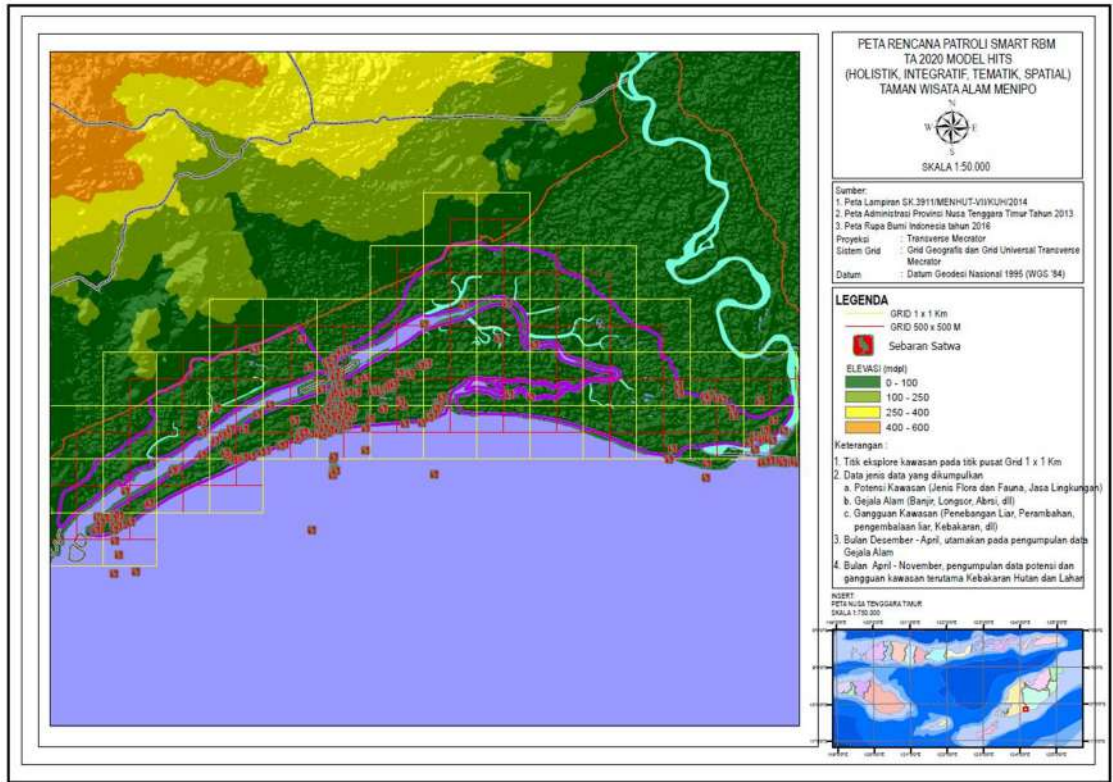 PETA RENCANA PATROLI SMART RBM
TA 2020 MODEL HITS
(HOLISTIK, INTEGRATIF, TEMATIK, SPATIAL)
TAMAN WISATA ALAM MENIPO
N
W E
S
SKALA 1:50.000
Sumber:
1. Peta Lampiran SK.3911/MENHUT-VII/KUH/2014
2. Peta Administrasi Provinsi Nusa Tenggara Timur Tahun 2013
3. Peta Rupa Bumi Indonesia tahun 2016
Proyeksi : Transverse Mecrator
Sistem Grid : Grid Geografis dan Grid Universal Transverse
Mecrator
Datum : Datum Geodesi Nasional 1995 (WGS '84)
LEGENDA
GRID 1 x 1 Km
GRID 500 x 500 M
Sebaran Satwa
ELEVASI (mdpl)
0 - 100
100 - 250
250 - 400
400 - 600
Keterangan :
1. Titik eksplore kawasan pada titik pusat Grid 1 x 1 Km
2. Data jenis data yang dikumpulkan
a. Potensi Kawasan (Jenis Flora dan Fauna, Jasa Lingkungan)
b. Gejala Alam (Banjir, Longsor, Abrsi, dll)
c. Gangguan Kawasan (Penebangan Liar, Perambahan,
pengembalaan liar, Kebakaran, dll)
3. Bulan Desember - April, utamakan pada pengumpulan data
Gejala Alam
4. Bulan April - November, pengumpulan data potensi dan
gangguan kawasan terutama Kebakaran Hutan dan Lahan
INSERT
PETA NUSA TENGGARA TIMUR
SKALA 1:750.000